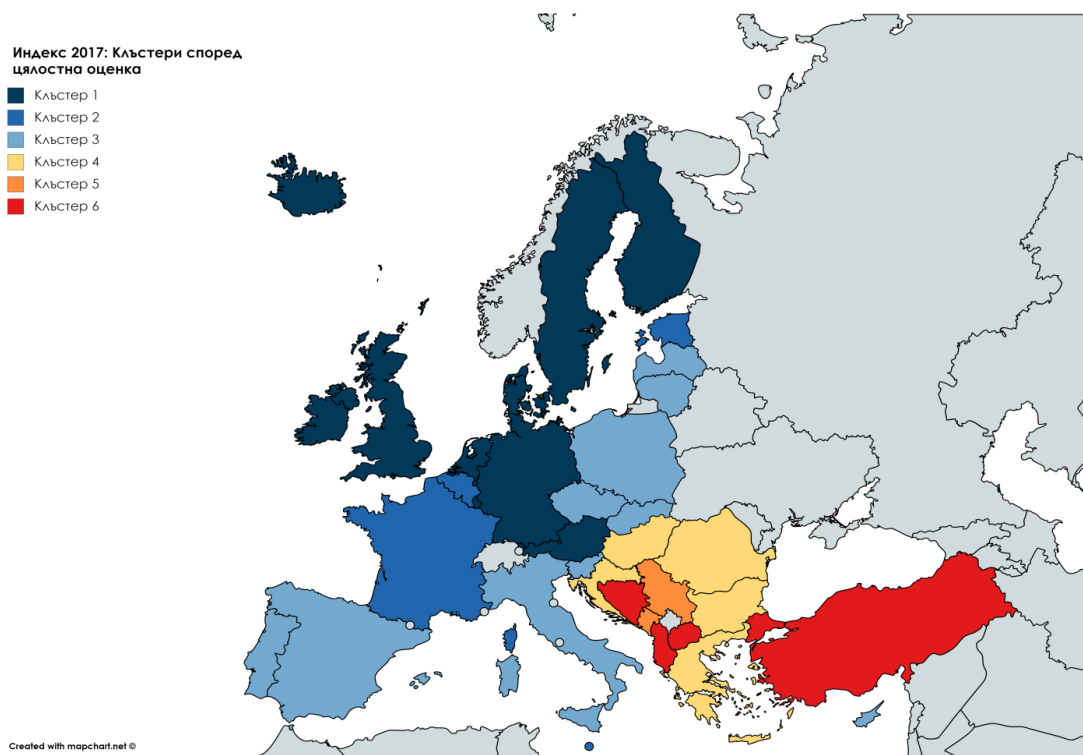 Индекс 2017: Клъстери според
цялостна оценка
Клъстер 1
Клъстер 2
Клъстер 3
Клъстер 4
Клъстер 5
Клъстер 6
Created with mapchart.net ©